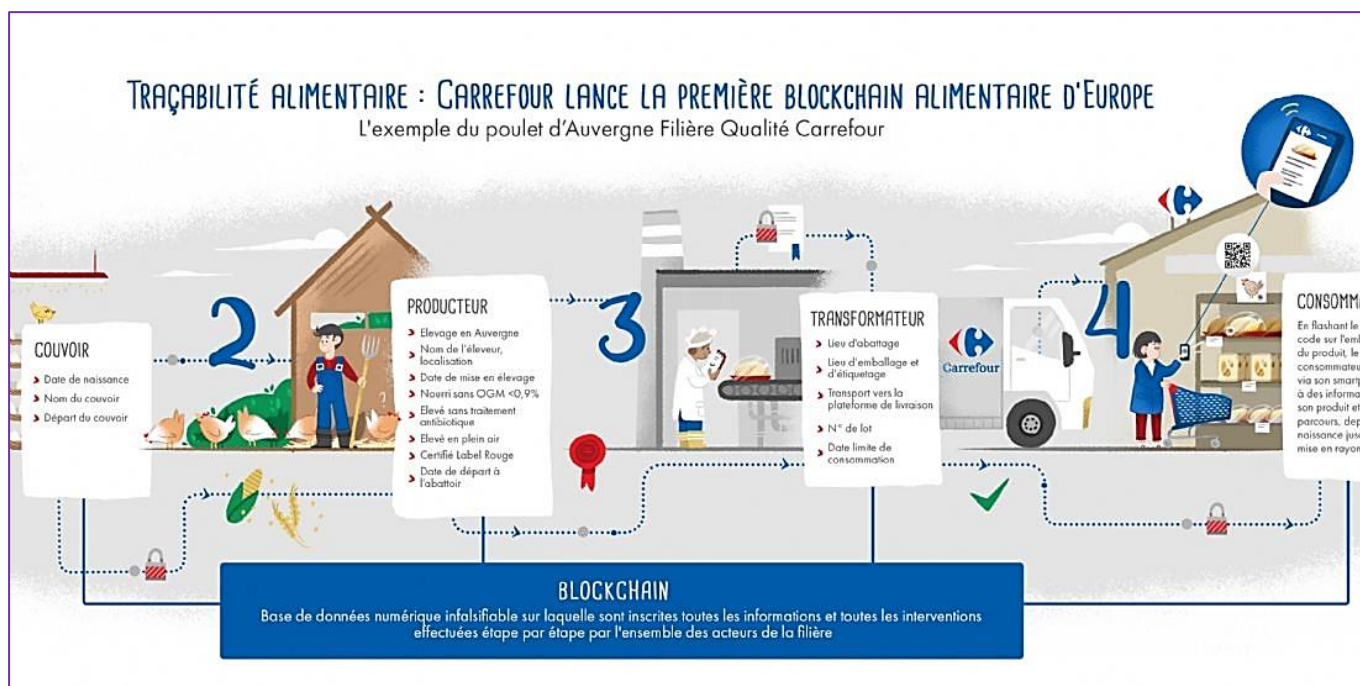 TRAÇABILITÉ ALIMENTAIRE : CARREFOUR LANCE LA PREMIÈRE BLOCKCHAIN ALIMENTAIRE D'EUROPE
L'exemple du poulet d'Auvergne Filière Qualité Carrefour
COUVOIR
Date de naissance
Nom du couvoir
Départ du couvoir
2
PRODUCTEUR
Elevage en Auvergne
Nom de l'éleveur,
localisation
Date de mise en élevage
Nourri sans OGM <0,9%
Elevé sans traitement
antibiotique
Elevé en plein air
Certifié Label Rouge
Date de départ à
l'abattoir
3
TRANSFORMATEUR
Lieu d'abattage
Lieu d'emballage et
d'étiquetage
Transport vers la
plateforme de livraison
N° de lot
Date limite de
consommation
Carrefour
4
CONSOMMA
En flashant le
code sur l'emb
du produit, le
consommateu
via son smart
à des informa
son produit et
parcours, dep
naissance jusq
mise en rayon
BLOCKCHAIN
Base de données numérique infalsifiable sur laquelle sont inscrites toutes les informations et toutes les interventions
effectuées étape par étape par l'ensemble des acteurs de la filière